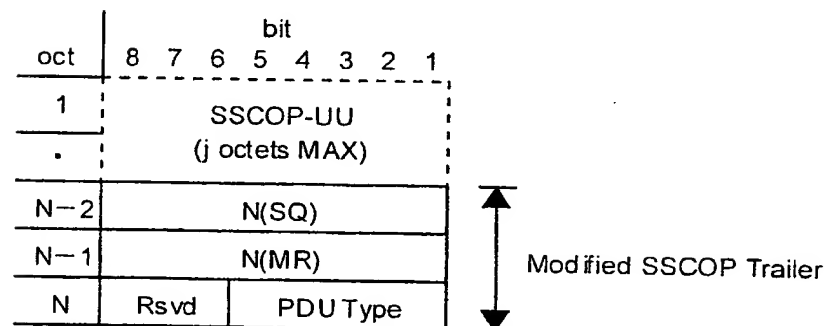 bit
oct 8 7 6 5 4 3 2 1
1 SSCOP-UU
. (j octets MAX)
N-2 N(SQ)
N-1 N(MR)
N Rsvd PDU Type
Modified SSCOP Trailer